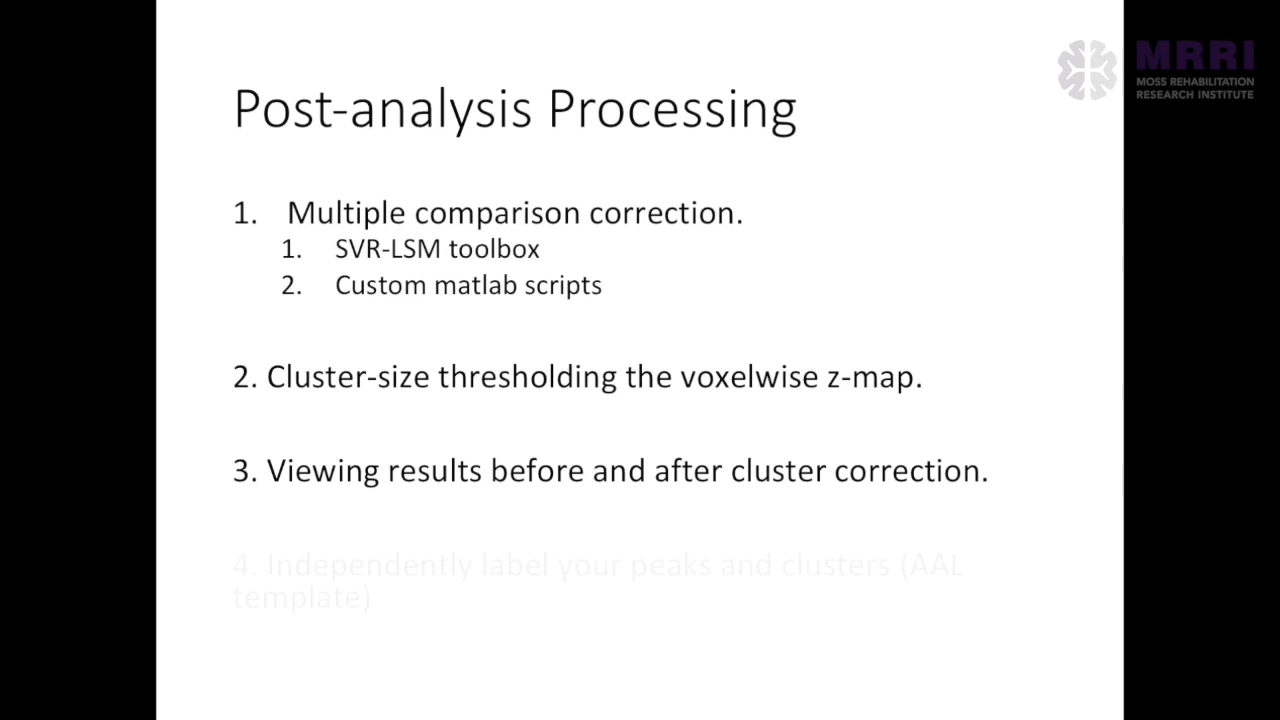 MRRI
MOSS REHABILITATION
RESEARCH INSTITUTE
Post-analysis Processing
1. Multiple comparison correction.
1. SVR-LSM toolbox
2. Custom matlab scripts
2. Cluster-size thresholding the voxelwise z-map.
3. Viewing results before and after cluster correction.
4. Independently label your peaks and clusters (AAL
template)